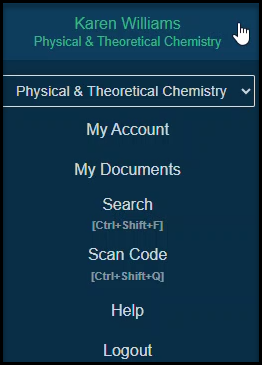 Karen Williams
Physical & Theoretical Chemistry
Physical & Theoretical Chemistry
My Account
My Documents
Search
[Ctrl+Shift+F]
Scan Code
[Ctrl+Shift+Q]
Help
Logout